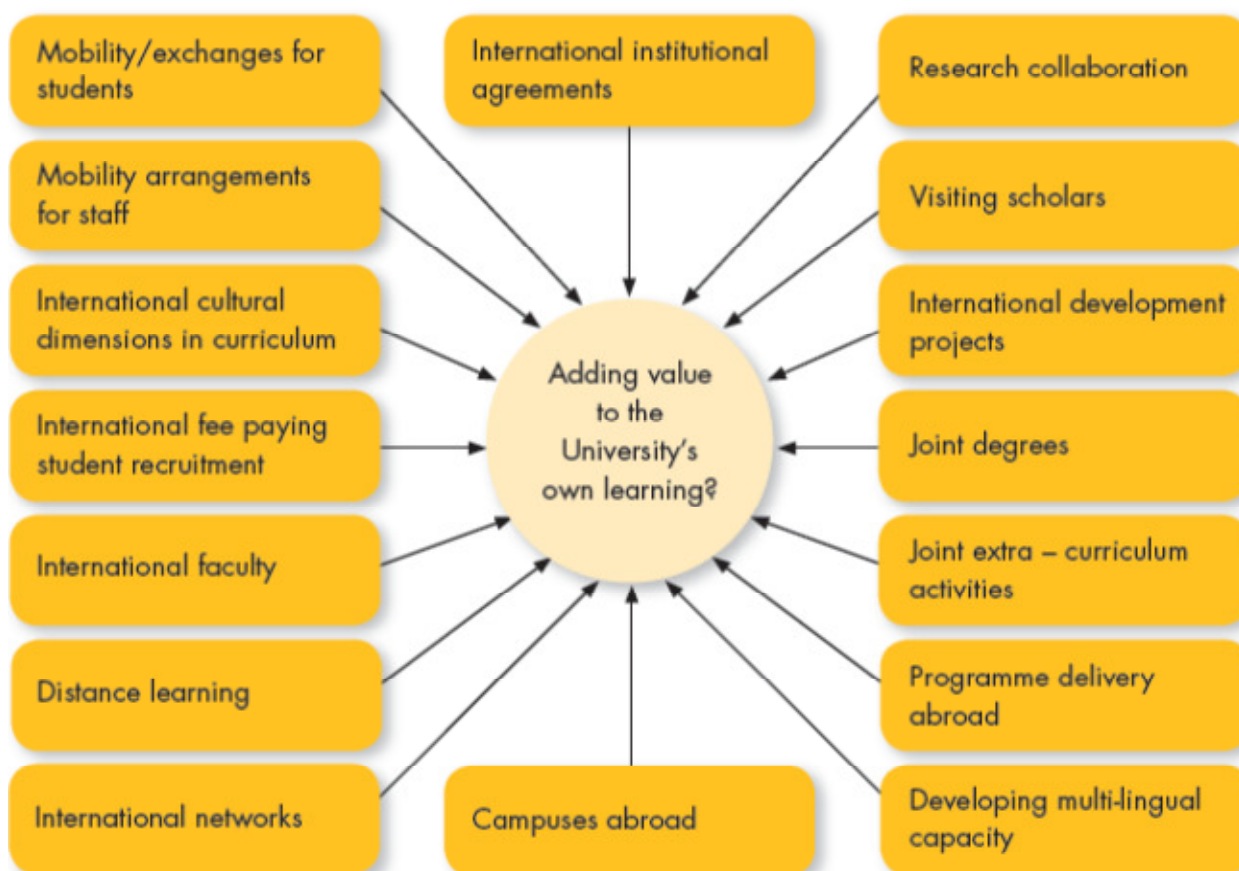 Mobility/exchanges for
students
International institutional
agreements
Research collaboration
Mobility arrangements
for staff
Visiting scholars
International cultural
dimensions in curriculum
International development
projects
Adding value
to the
University's
own learning?
International fee paying
student recruitment
Joint degrees
International faculty
Joint extra – curriculum
activities
Distance learning
Programme delivery
abroad
International networks
Campuses abroad
Developing multi-lingual
capacity